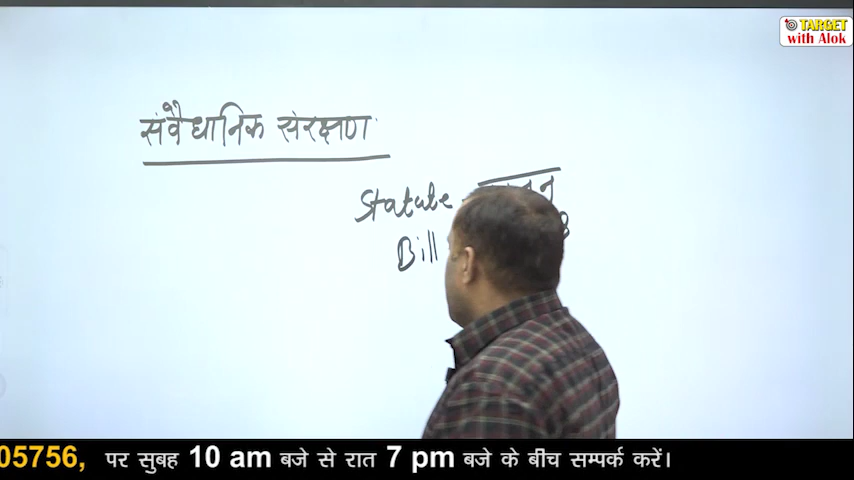 TARGET
with Alok
संवैधानिक संरक्षण
Statute
Bill
05756, पर सुबह 10 am बजे से रात 7 pm बजे के बीच सम्पर्क करें।